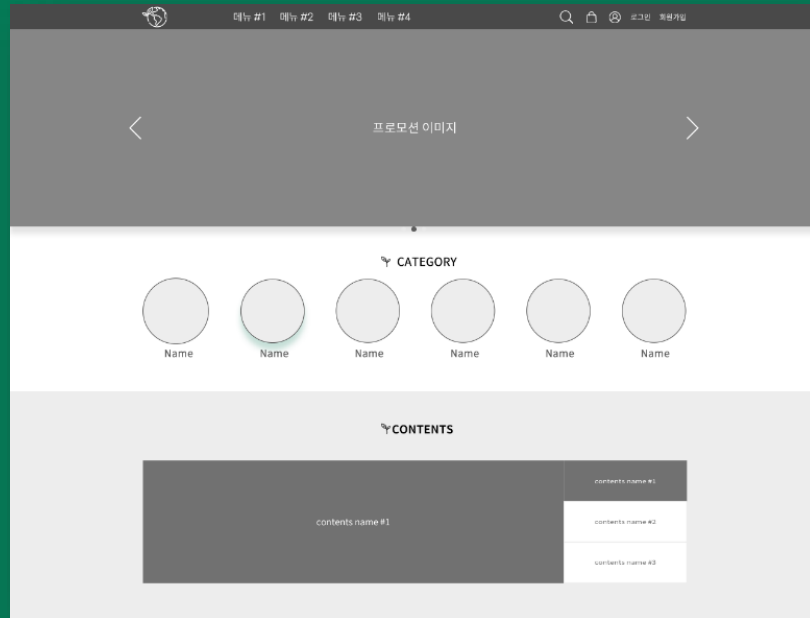 메뉴 #1 메뉴 #2 메뉴 #3 메뉴 #4 로그인 회원가입
프로모션 이미지
CATEGORY
Name Name Name Name Name Name
CONTENTS
contents name #1
contents name #1
contents name #2
contents name #3